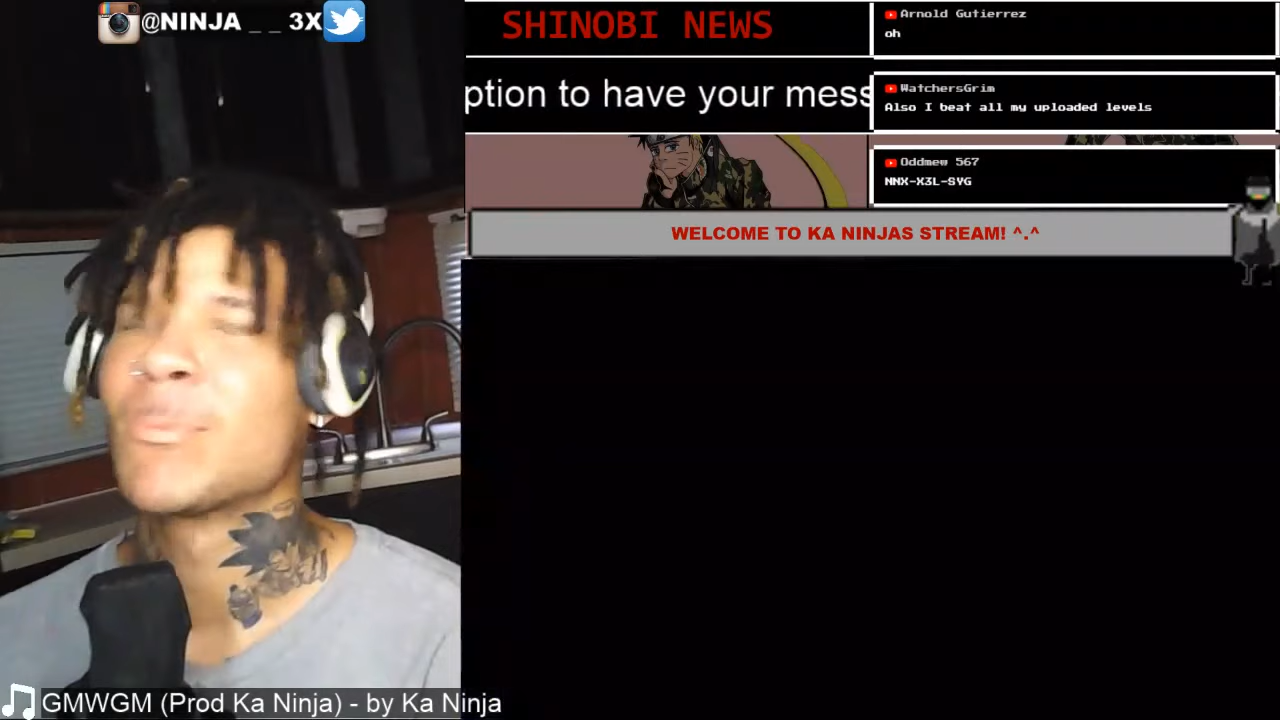 @NINJA _ _ 3X
SHINOBI NEWS
ption to have your mess
Arnold Gutierrez
oh
WatchersGrim
Also I beat all my uploaded levels
Oddmew 567
NNX-X3L-SYG
WELCOME TO KA NINJAS STREAM! ^.^
GMWGM (Prod Ka Ninja) - by Ka Ninja